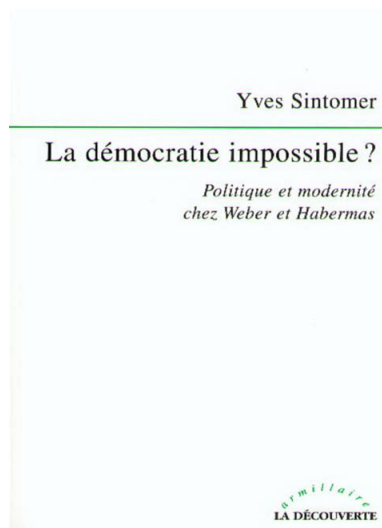 Yves Sintomer
La démocratie impossible ?
Politique et modernité
chez Weber et Habermas
armillaire
LA DÉCOUVERTE